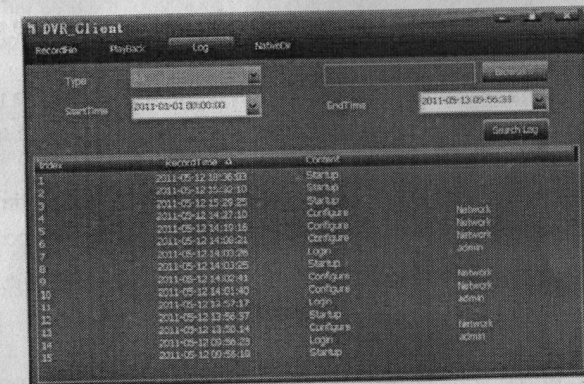 DVR_Client
RecordFile PlayBack Log NativeDir
Type
StartTime 2011-01-01 00:00:00 EndTime 2011-05-13 09:56:33
Search Log
Index RecordTime Content
1 2011-05-12 18:36:03 Startup
2 2011-05-12 15:32:10 Startup
3 2011-05-12 15:29:25 Startup
4 2011-05-12 14:27:10 Configure Network
5 2011-05-12 14:19:16 Configure Network
6 2011-05-12 14:08:21 Configure Network
7 2011-05-12 14:03:26 Login admin
8 2011-05-12 14:03:25 Startup
9 2011-05-12 14:02:41 Configure Network
10 2011-05-12 14:01:40 Configure Network
11 2011-05-12 13:57:17 Login admin
12 2011-05-12 13:56:37 Startup
13 2011-05-12 13:50:14 Configure Network
14 2011-05-12 09:56:23 Login admin
15 2011-05-12 09:56:18 Startup